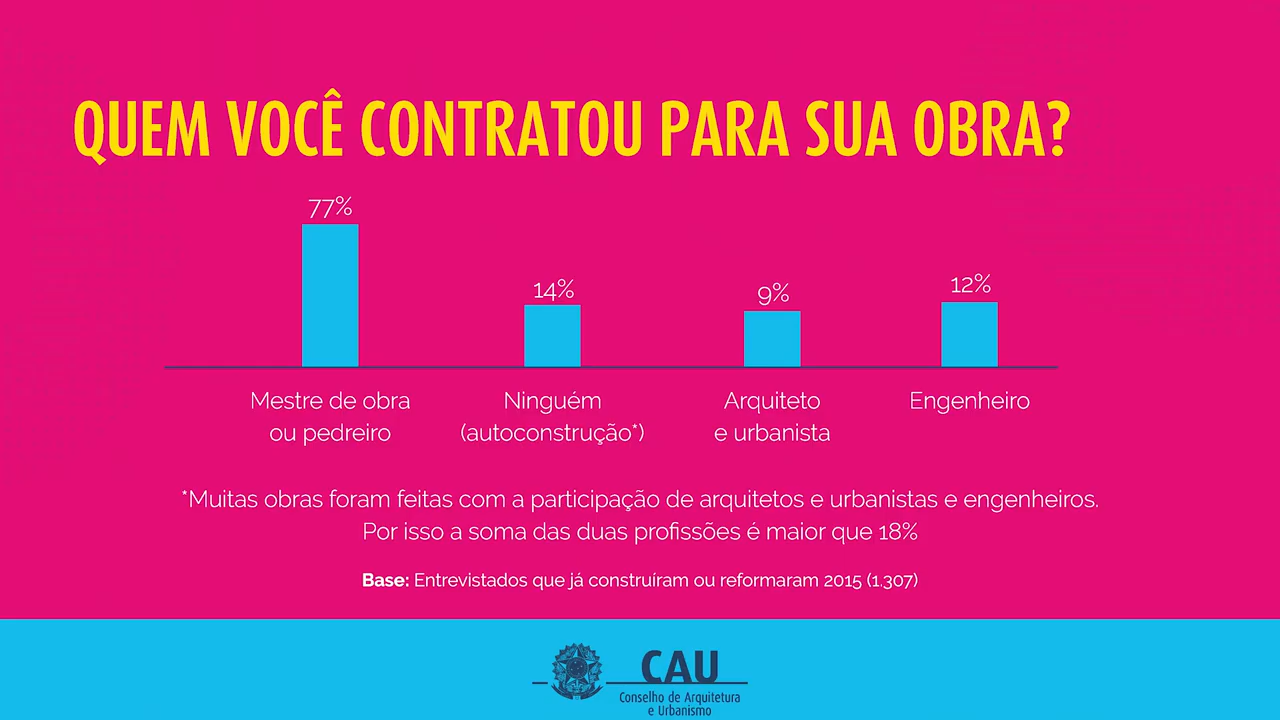 QUEM VOCÊ CONTRATOU PARA SUA OBRA?
77%
14%
9%
12%
Mestre de obra
ou pedreiro
Ninguém
(autoconstrução*)
Arquiteto
e urbanista
Engenheiro
*Muitas obras foram feitas com a participação de arquitetos e urbanistas e engenheiros.
Por isso a soma das duas profissões é maior que 18%
Base: Entrevistados que já construíram ou reformaram 2015 (1.307)
CAU
Conselho de Arquitetura
e Urbanismo